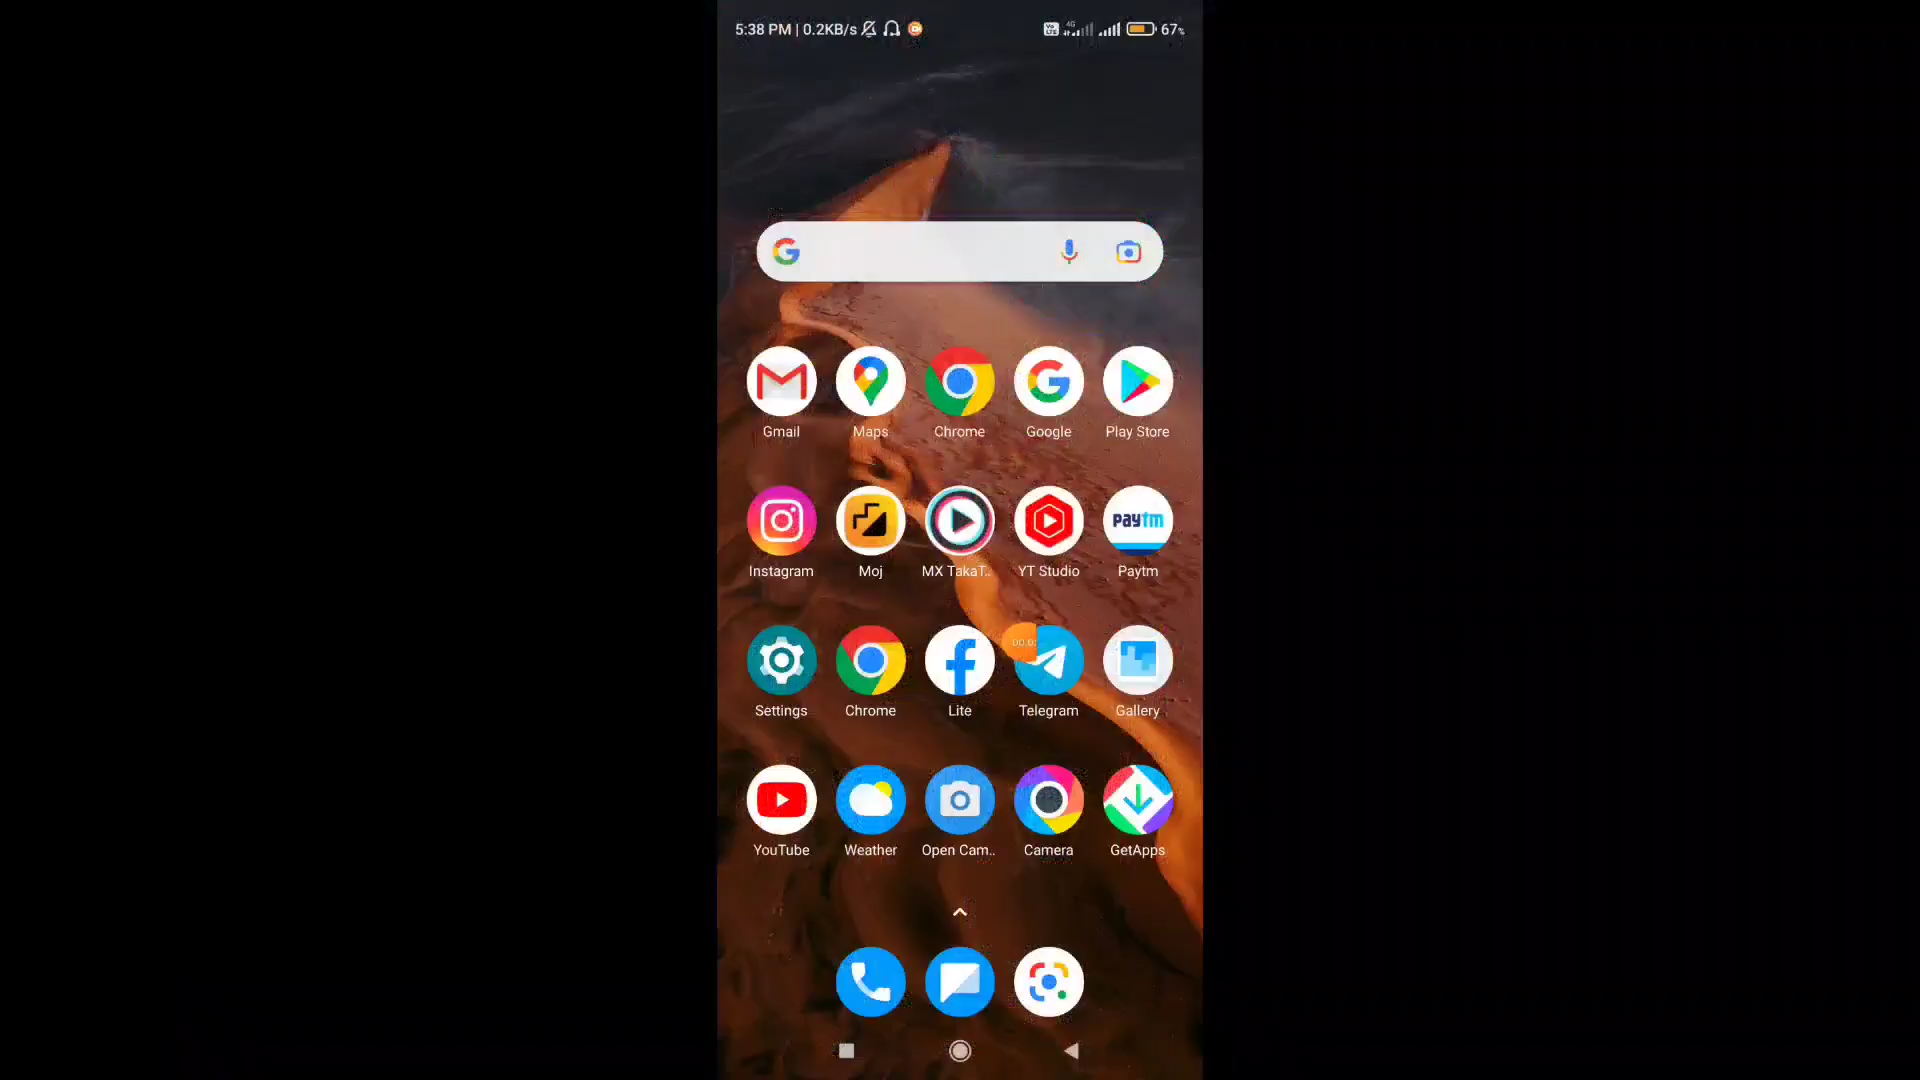 5:38 PM | 0.2KB/s 4G 67%
Gmail Maps Chrome Google Play Store
paytm
Instagram Moj MX TakaT.. YT Studio Paytm
Settings Chrome Lite Telegram Gallery
YouTube Weather Open Cam.. Camera GetApps